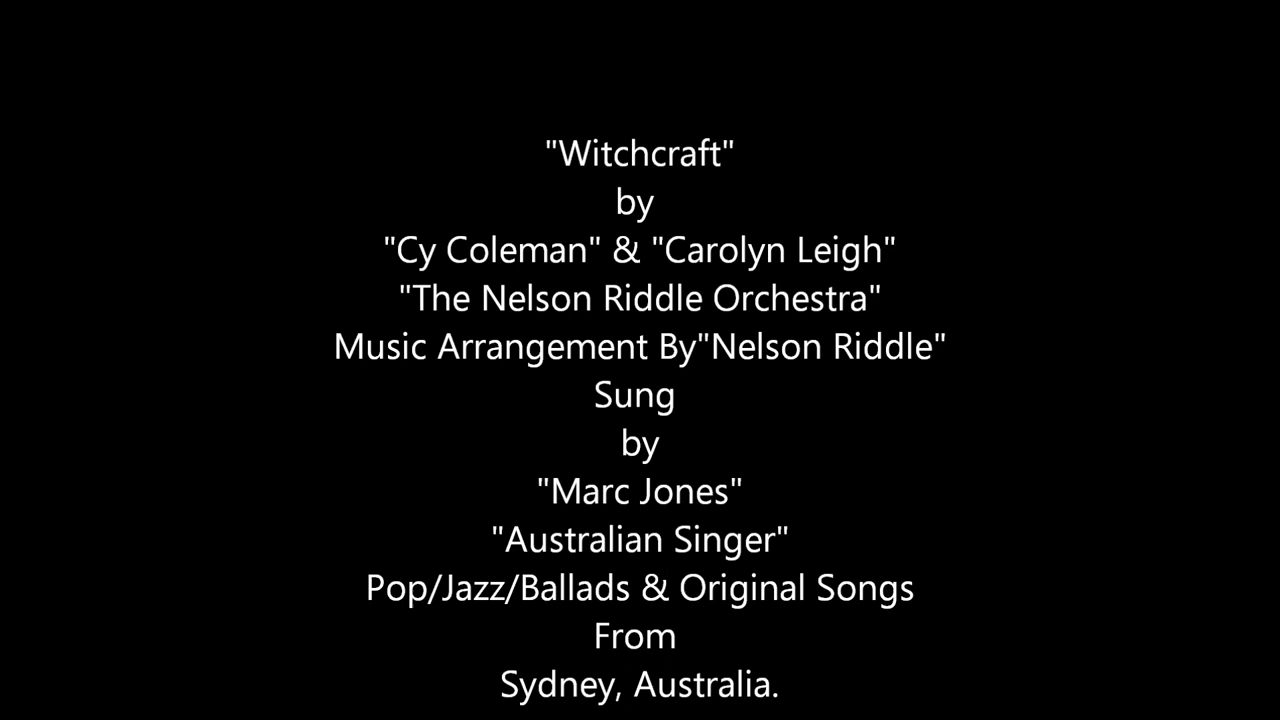 "Witchcraft"
by
"Cy Coleman" & "Carolyn Leigh"
"The Nelson Riddle Orchestra"
Music Arrangement By"Nelson Riddle"
Sung
by
"Marc Jones"
"Australian Singer"
Pop/Jazz/Ballads & Original Songs
From
Sydney, Australia.